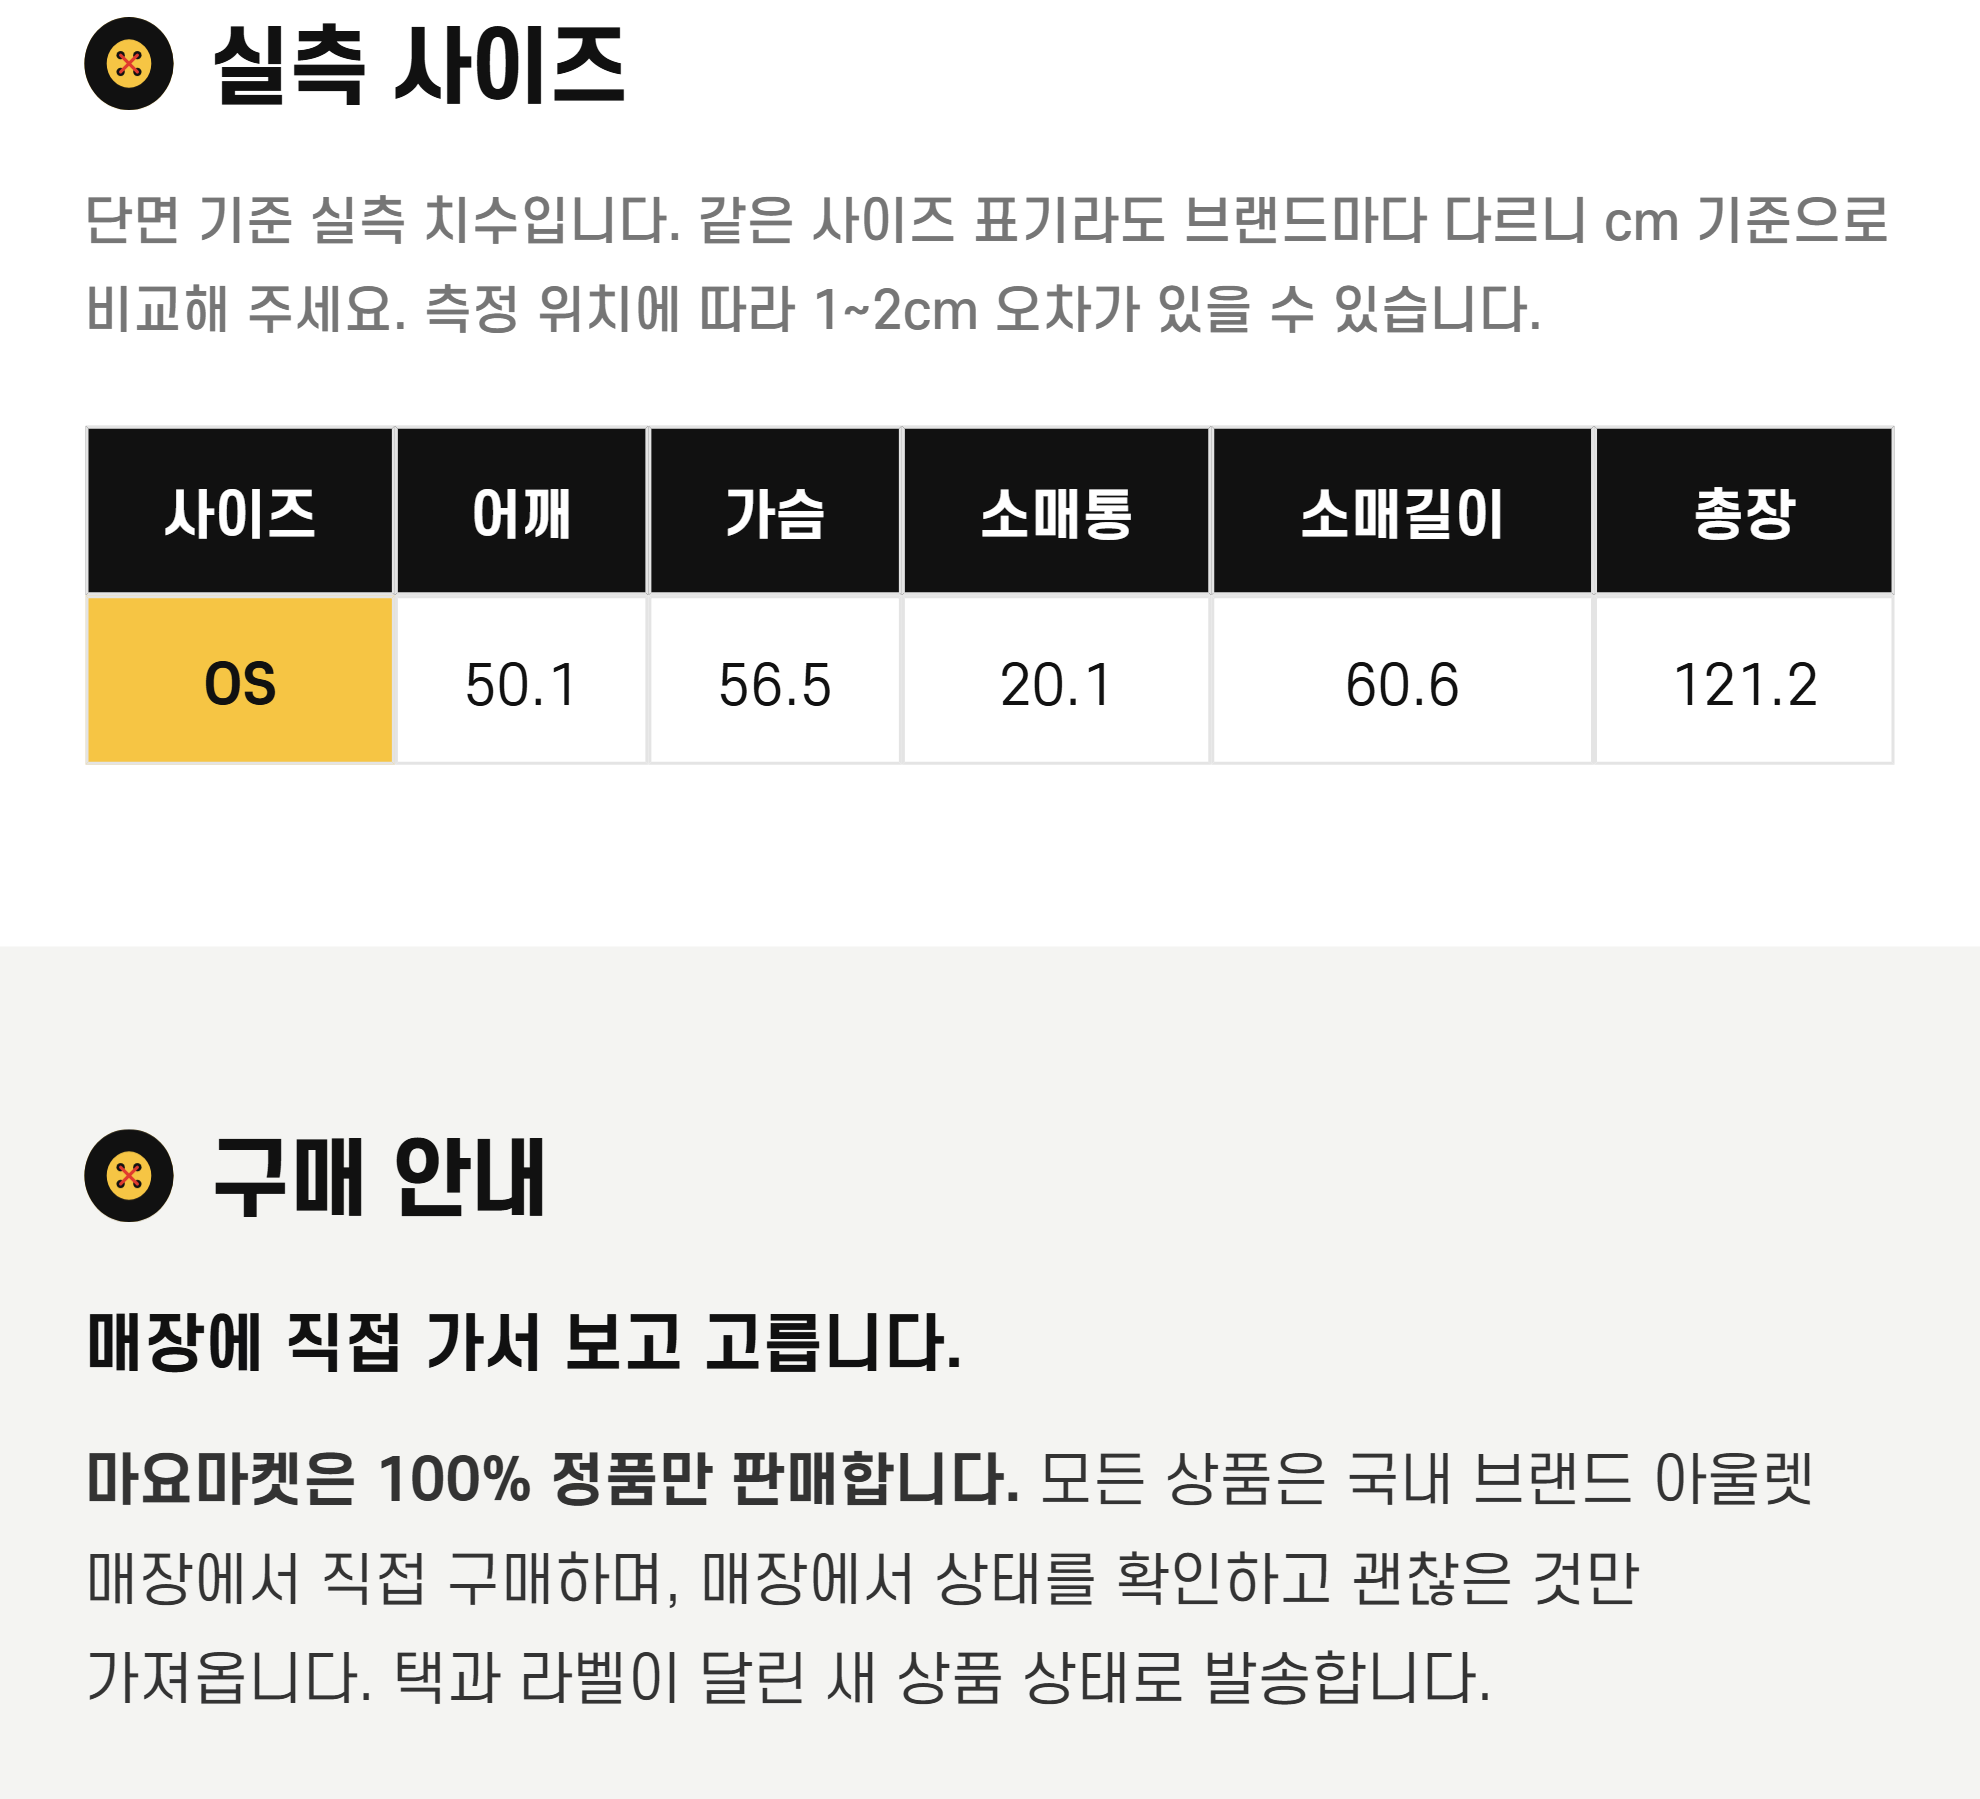 실측 사이즈
단면 기준 실측 치수입니다. 같은 사이즈 표기라도 브랜드마다 다르니 cm 기준으로
비교해 주세요. 측정 위치에 따라 1~2cm 오차가 있을 수 있습니다.
사이즈 어깨 가슴 소매통 소매길이 총장
OS 50.1 56.5 20.1 60.6 121.2
구매 안내
매장에 직접 가서 보고 고릅니다.
마요마켓은 100% 정품만 판매합니다. 모든 상품은 국내 브랜드 아울렛
매장에서 직접 구매하며, 매장에서 상태를 확인하고 괜찮은 것만
가져옵니다. 택과 라벨이 달린 새 상품 상태로 발송합니다.